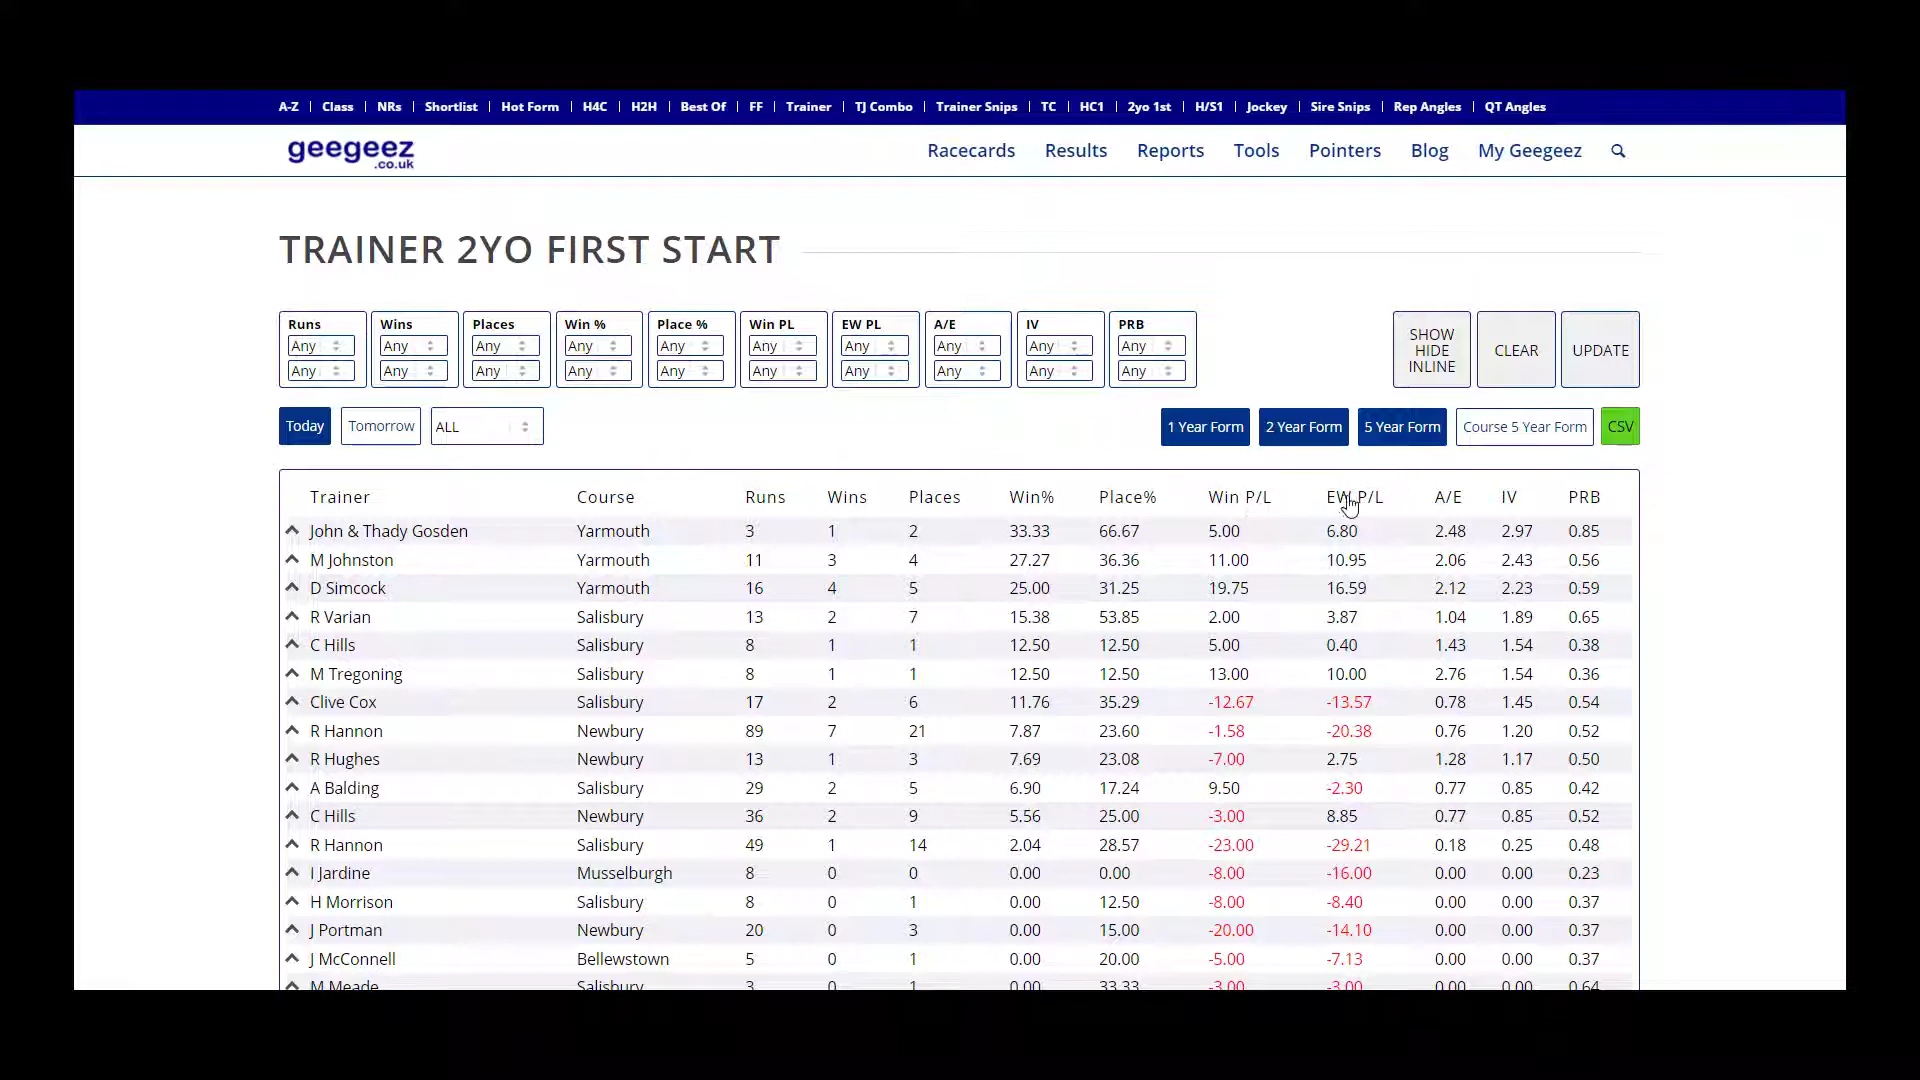 A-Z | Class | NRs | Shortlist | Hot Form | H4C | H2H | Best Of | FF | Trainer | TJ Combo | Trainer Snips | TC | HC1 | 2yo 1st | H/S1 | Jockey | Sire Snips | Rep Angles | QT Angles
geegeez
.co.uk
Racecards Results Reports Tools Pointers Blog My Geegeez
TRAINER 2YO FIRST START
Runs Wins Places Win % Place % Win PL EW PL A/E IV PRB
Any Any Any Any Any Any Any Any Any Any
Any Any Any Any Any Any Any Any Any Any
SHOW
HIDE
INLINE
CLEAR
UPDATE
Today Tomorrow ALL 1 Year Form 2 Year Form 5 Year Form Course 5 Year Form CSV
Trainer Course Runs Wins Places Win% Place% Win P/L EW P/L A/E IV PRB
John & Thady Gosden Yarmouth 3 1 2 33.33 66.67 5.00 6.80 2.48 2.97 0.85
M Johnston Yarmouth 11 3 4 27.27 36.36 11.00 10.95 2.06 2.43 0.56
D Simcock Yarmouth 16 4 5 25.00 31.25 19.75 16.59 2.12 2.23 0.59
R Varian Salisbury 13 2 7 15.38 53.85 2.00 3.87 1.04 1.89 0.65
C Hills Salisbury 8 1 1 12.50 12.50 5.00 0.40 1.43 1.54 0.38
M Tregoning Salisbury 8 1 1 12.50 12.50 13.00 10.00 2.76 1.54 0.36
Clive Cox Salisbury 17 2 6 11.76 35.29 -12.67 -13.57 0.78 1.45 0.54
R Hannon Newbury 89 7 21 7.87 23.60 -1.58 -20.38 0.76 1.20 0.52
R Hughes Newbury 13 1 3 7.69 23.08 -7.00 2.75 1.28 1.17 0.50
A Balding Salisbury 29 2 5 6.90 17.24 9.50 -2.30 0.77 0.85 0.42
C Hills Newbury 36 2 9 5.56 25.00 -3.00 8.85 0.77 0.85 0.52
R Hannon Salisbury 49 1 14 2.04 28.57 -23.00 -29.21 0.18 0.25 0.48
I Jardine Musselburgh 8 0 0 0.00 0.00 -8.00 -16.00 0.00 0.00 0.23
H Morrison Salisbury 8 0 1 0.00 12.50 -8.00 -8.40 0.00 0.00 0.37
J Portman Newbury 20 0 3 0.00 15.00 -20.00 -14.10 0.00 0.00 0.37
J McConnell Bellewstown 5 0 1 0.00 20.00 -5.00 -7.13 0.00 0.00 0.37
M Meade Salisbury 3 0 1 0.00 33.33 -3.00 -3.00 0.00 0.00 0.64